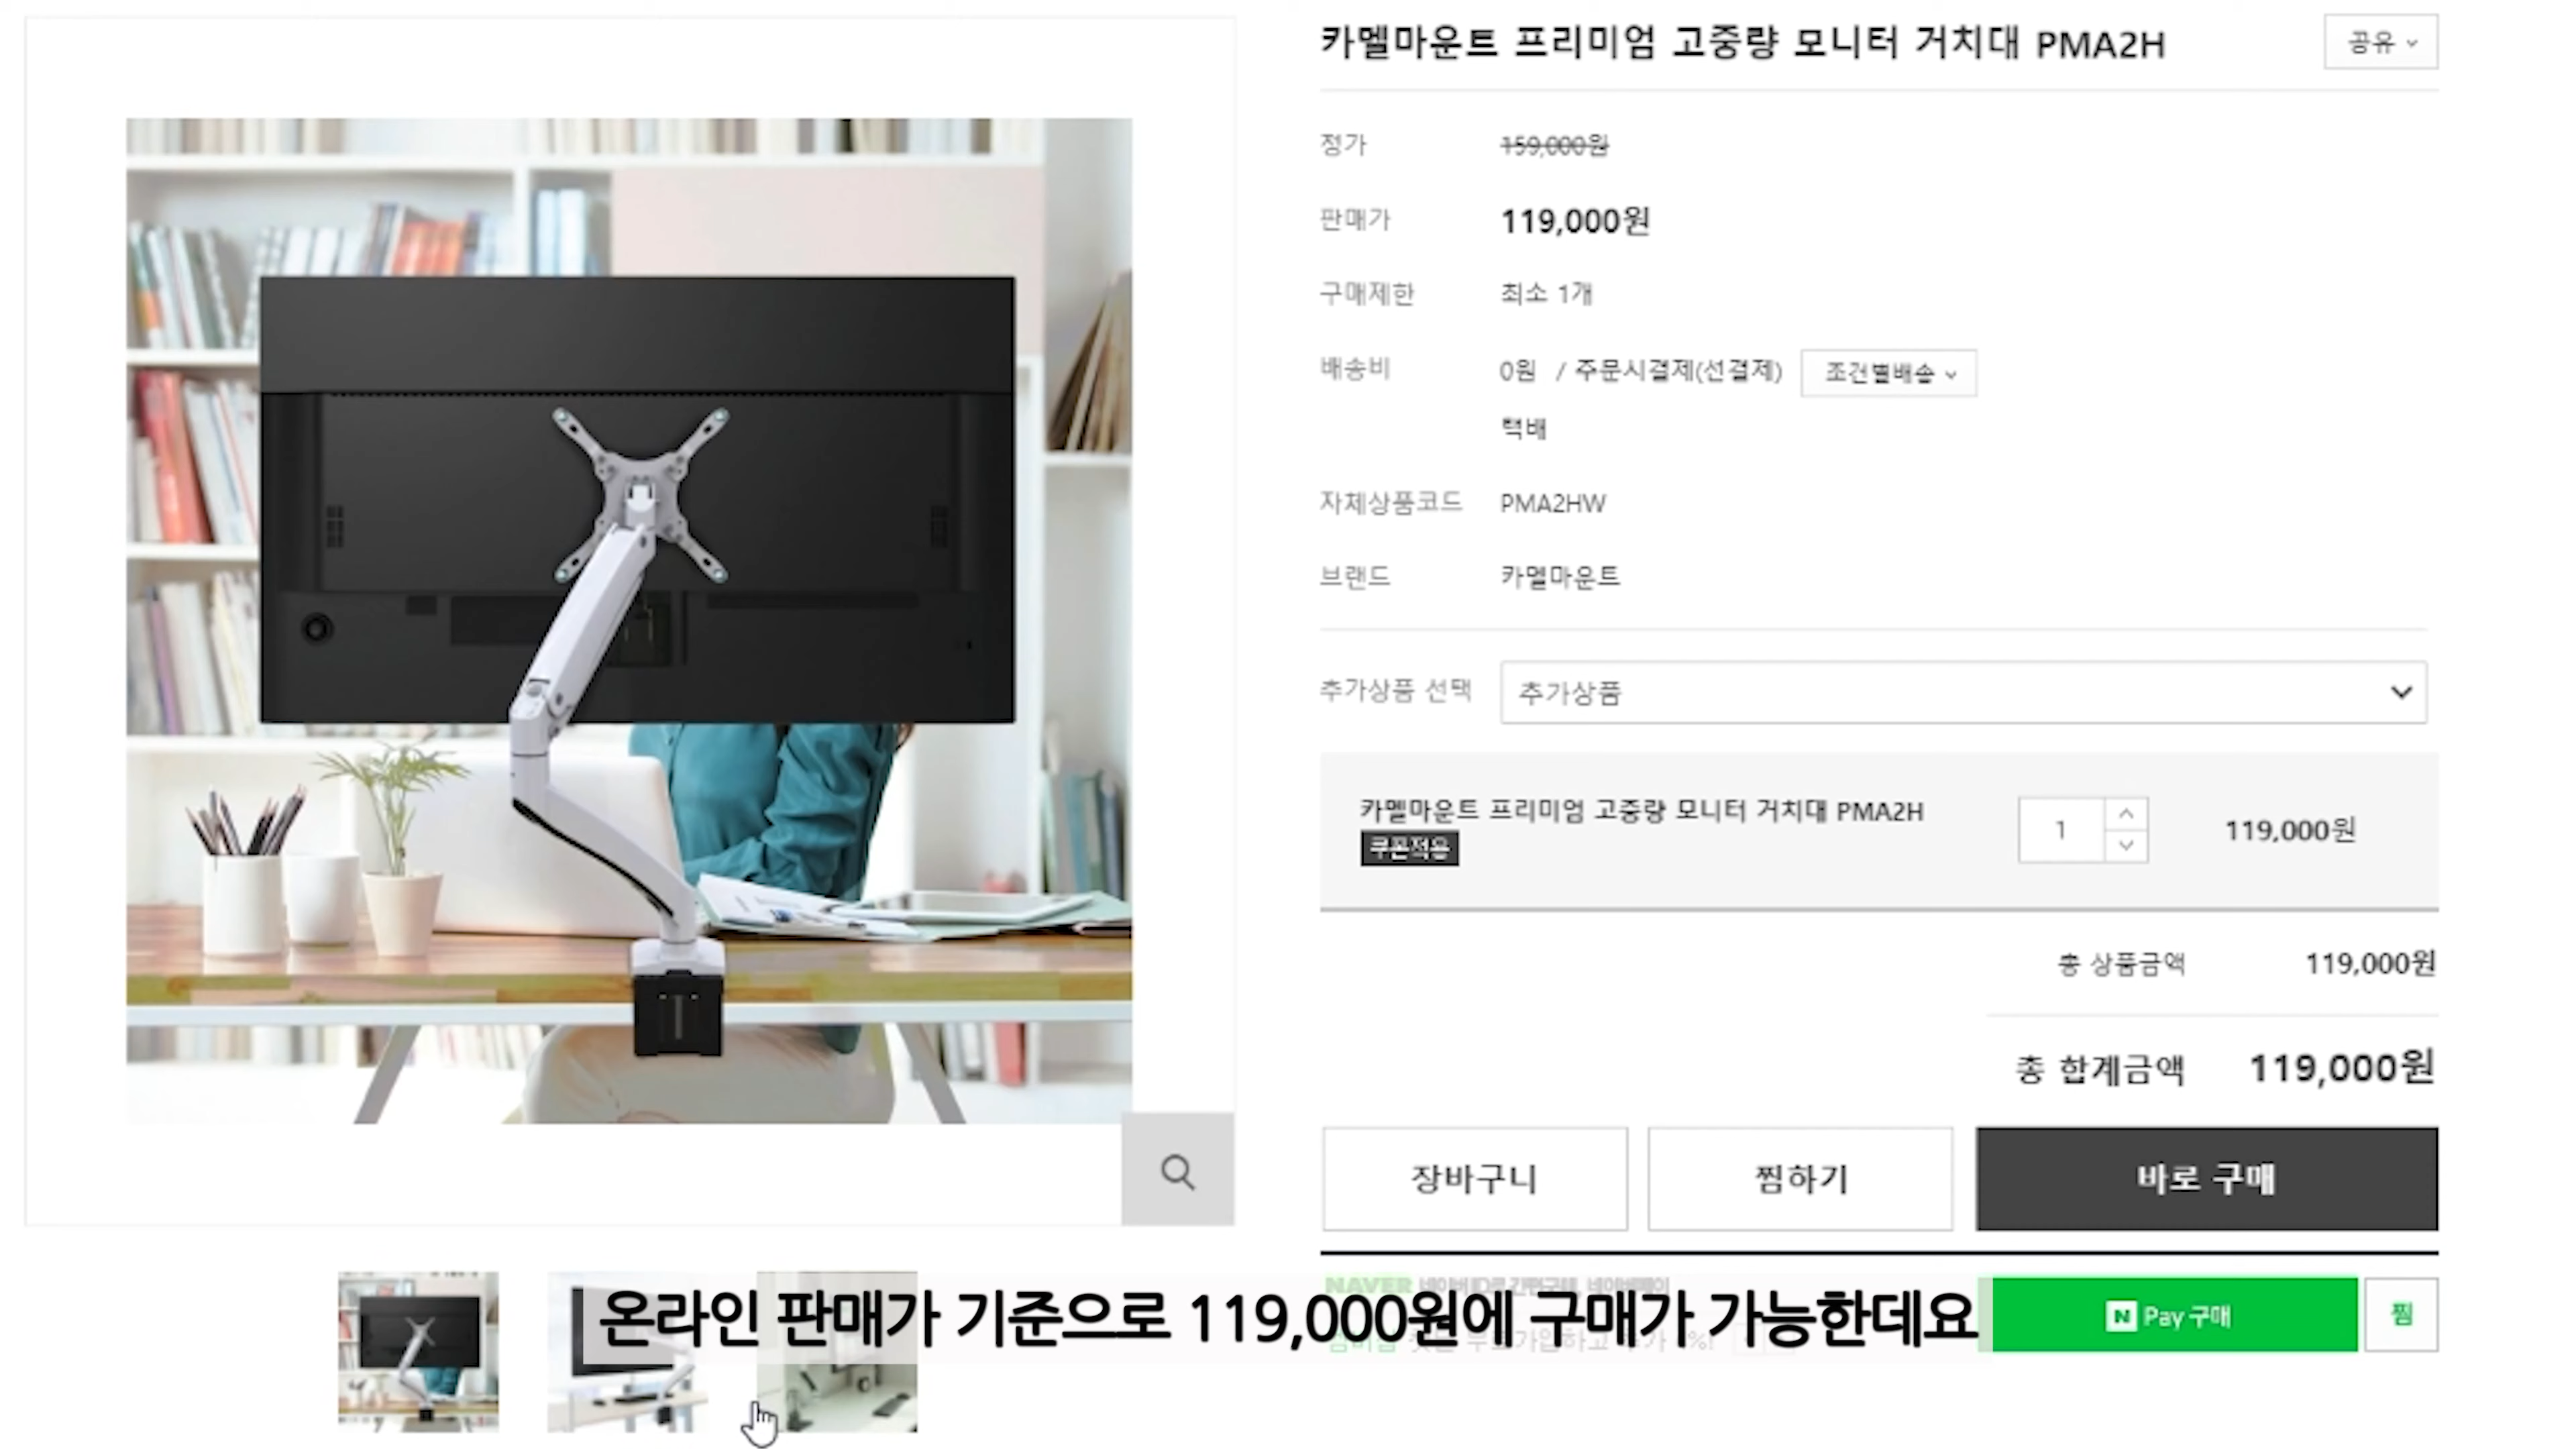 카멜마운트 프리미엄 고중량 모니터 거치대 PMA2H
공유
정가 159,000원
판매가 119,000원
구매제한 최소 1개
배송비 0원 / 주문시결제(선결제) 조건별배송
택배
자체상품코드 PMA2HW
브랜드 카멜마운트
추가상품 선택 추가상품
카멜마운트 프리미엄 고중량 모니터 거치대 PMA2H
쿠폰적용
1
119,000원
총 상품금액 119,000원
총 합계금액 119,000원
장바구니 찜하기 바로 구매
NAVER
N Pay 구매 찜
온라인 판매가 기준으로 119,000원에 구매가 가능한데요